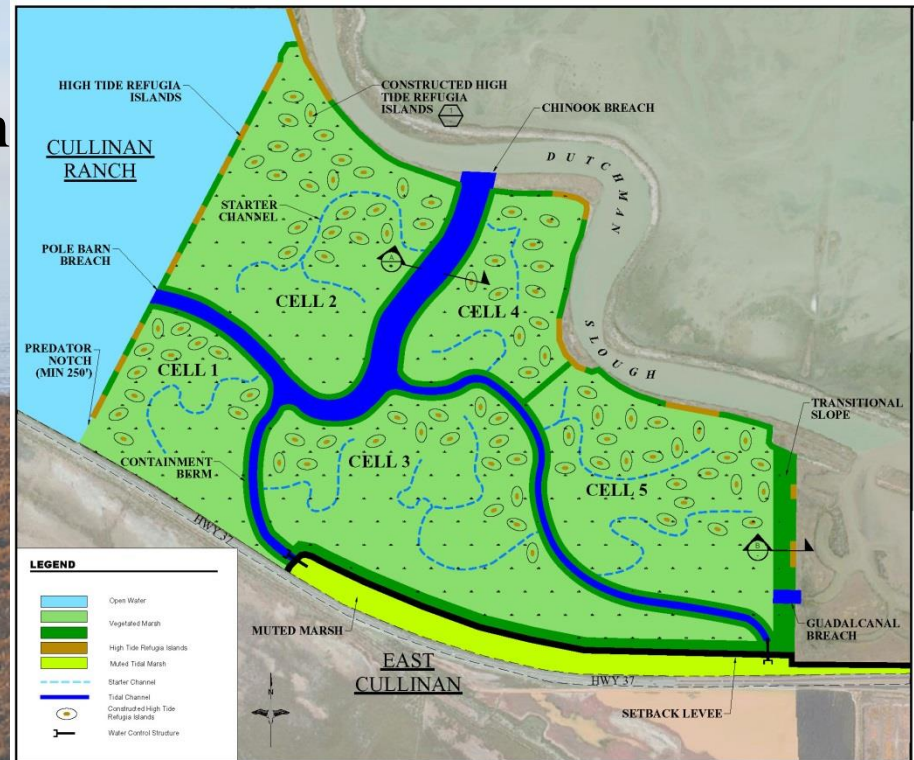 HIGH TIDE REFUGIA
ISLANDS
CONSTRUCTED HIGH
TIDE REFUGIA
ISLANDS
1
CHINOOK BREACH
CULLINAN
RANCH
DUTCHMAN
SLOUGH
STARTER
CHANNEL
POLE BARN
BREACH
A
CELL 2
CELL 4
PREDATOR
NOTCH
(MIN 250')
CELL 1
TRANSITIONAL
SLOPE
CONTAINMENT
BERM
CELL 3
CELL 5
HWY 37
B
LEGEND
Open Water
Vegetated Marsh
High Tide Refugia Islands
Muted Tidal Marsh
Starter Channel
Tidal Channel
Constructed High Tide
Refugia Islands
Water Control Structure
MUTED MARSH
GUADALCANAL
BREACH
EAST
CULLINAN
HWY 37
N
SETBACK LEVEE